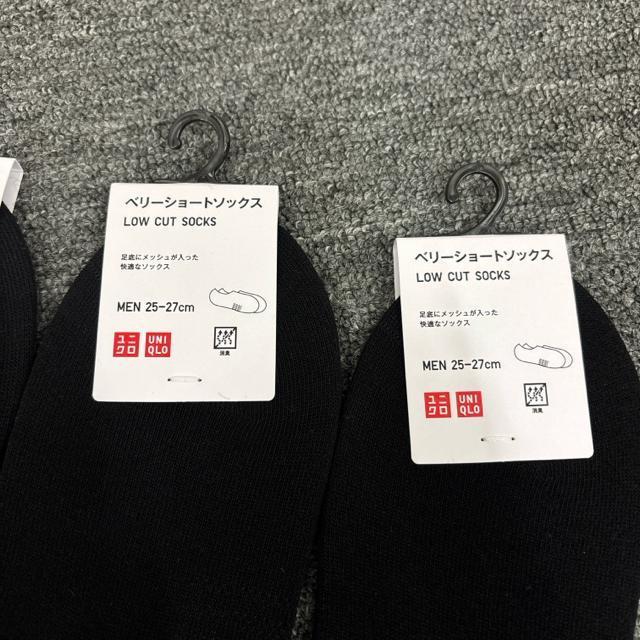 ベリーショートソックス
LOW CUT SOCKS
足底にメッシュが入った
快適なソックス
MEN 25-27cm
ユニ
クロ
UNI
QLO
消臭
ベリーショートソックス
LOW CUT SOCKS
足底にメッシュが入った
快適なソックス
MEN 25-27cm
ユニ
クロ
UNI
QLO
消臭